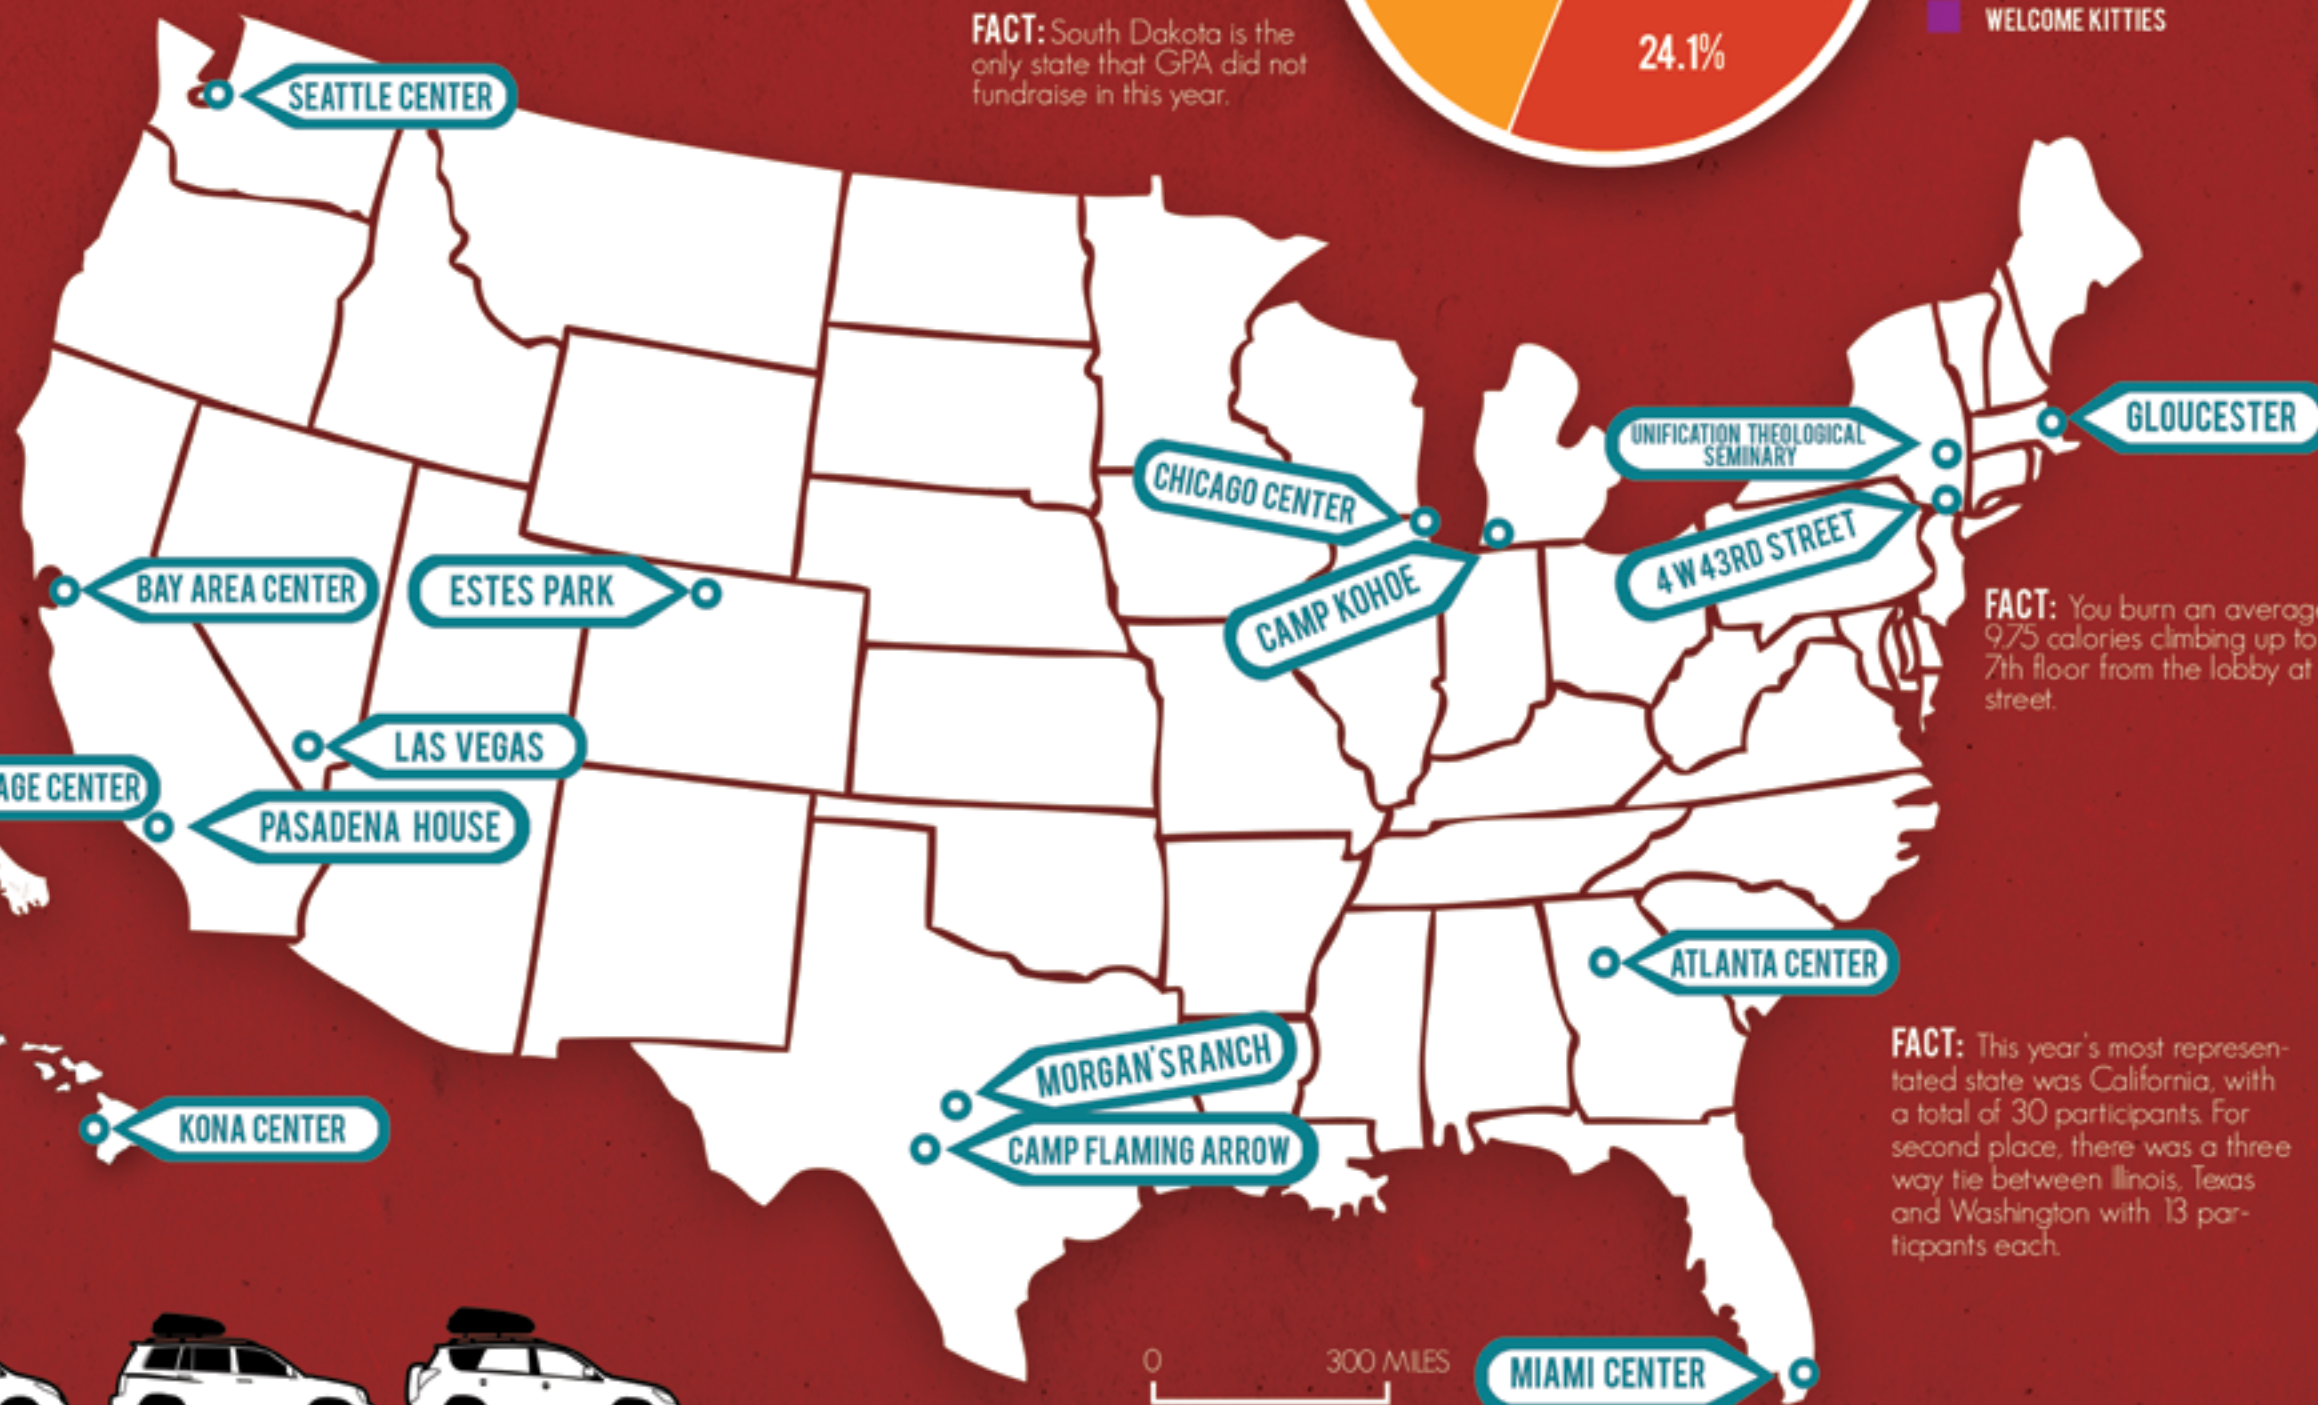 FACT: South Dakota is the
only state that GPA did not
fundraise in this year.
24.1%
WELCOME KITTIES
SEATTLE CENTER
GLOUCESTER
UNIFICATION THEOLOGICAL
SEMINARY
CHICAGO CENTER
4 W 43RD STREET
CAMP KOHOE
BAY AREA CENTER
ESTES PARK
FACT: You burn an average
9.75 calories climbing up to
7th floor from the lobby at
street.
LAS VEGAS
AGE CENTER
PASADENA HOUSE
ATLANTA CENTER
MORGAN'S RANCH
CAMP FLAMING ARROW
KONA CENTER
FACT: This year's most represen-
tated state was California, with
a total of 30 participants. For
second place, there was a three
way tie between Illinois, Texas
and Washington with 13 par-
ticpants each.
0 300 MILES
MIAMI CENTER